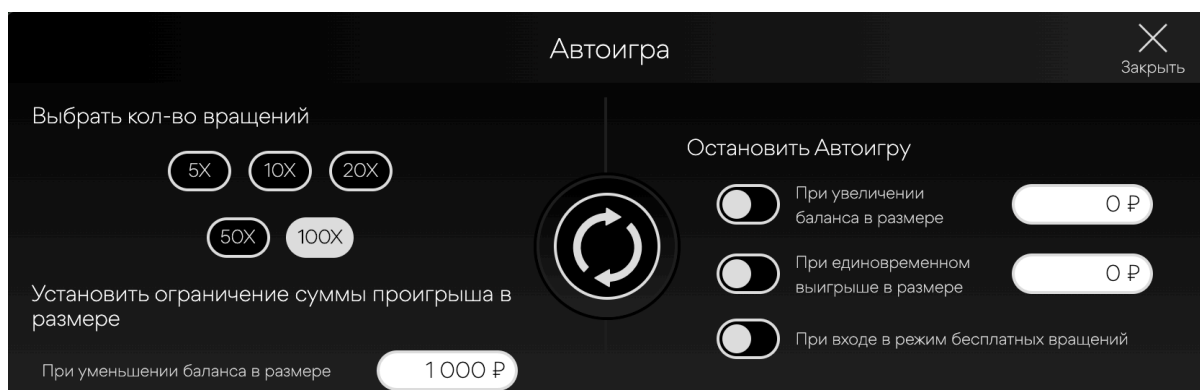 Автоигра
Закрыть
Выбрать кол-во вращений
5X 10X 20X
50X 100X
Установить ограничение суммы проигрыша в
размере
При уменьшении баланса в размере 1 000 ₽
Остановить Автоигру
При увеличении
баланса в размере 0 ₽
При единовременном
выигрыше в размере 0 ₽
При входе в режим бесплатных вращений